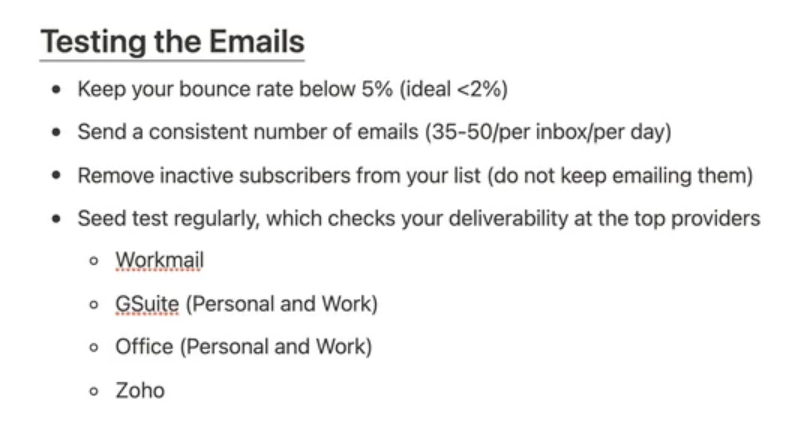 Testing the Emails
• Keep your bounce rate below 5% (ideal <2%)
• Send a consistent number of emails (35-50/per inbox/per day)
• Remove inactive subscribers from your list (do not keep emailing them)
• Seed test regularly, which checks your deliverability at the top providers
◦ Workmail
◦ GSuite (Personal and Work)
◦ Office (Personal and Work)
◦ Zoho